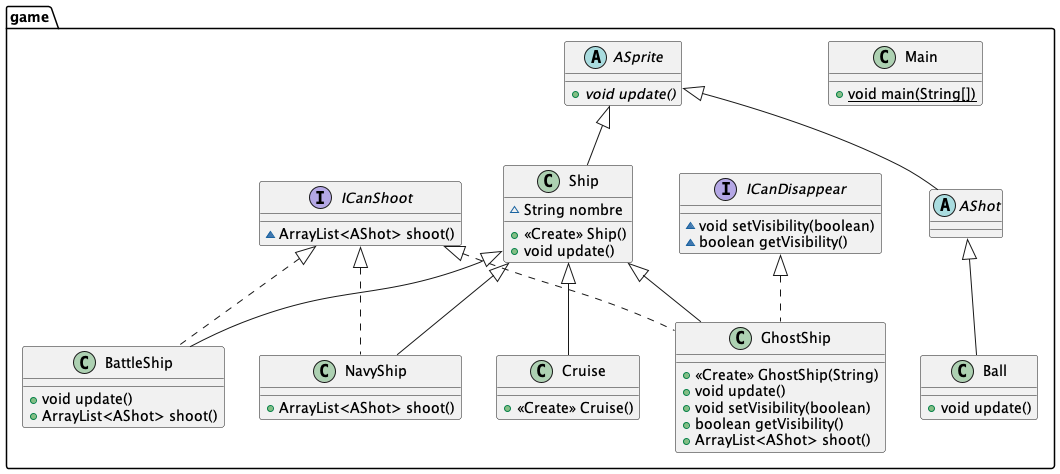 game
A ASprite
void update()
C Main
void main(String[])
I ICanShoot
ArrayList<AShot> shoot()
C Ship
String nombre
«Create» Ship()
void update()
I ICanDisappear
void setVisibility(boolean)
boolean getVisibility()
A AShot
C BattleShip
void update()
ArrayList<AShot> shoot()
C NavyShip
ArrayList<AShot> shoot()
C Cruise
«Create» Cruise()
C GhostShip
«Create» GhostShip(String)
void update()
void setVisibility(boolean)
boolean getVisibility()
ArrayList<AShot> shoot()
C Ball
void update()